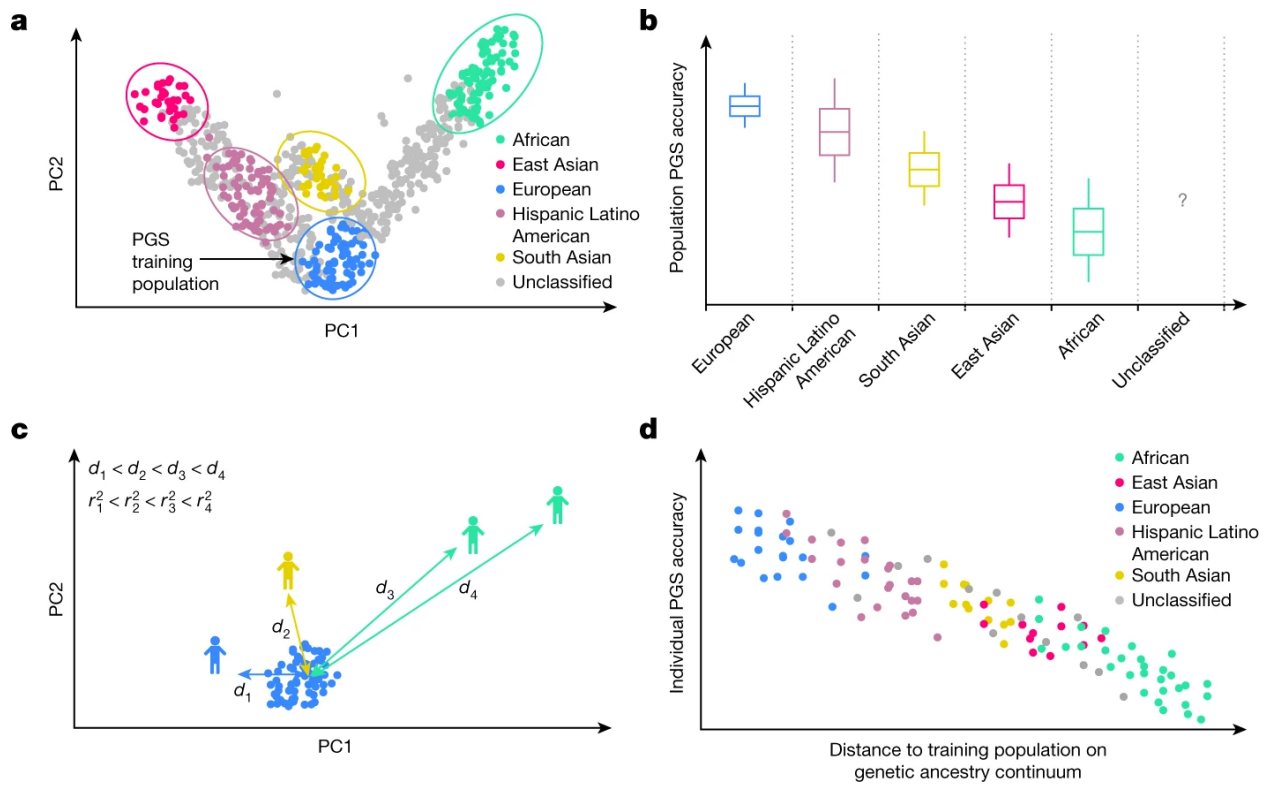 a
PC2
PC1
PGS
training
population
African
East Asian
European
Hispanic Latino
American
South Asian
Unclassified
b
Population PGS accuracy
European
Hispanic Latino
American
South Asian
East Asian
African
Unclassified
?
c
d₁ < d₂ < d₃ < d₄
r₁² < r₂² < r₃² < r₄²
PC2
PC1
d₁
d₂
d₃
d₄
d
Individual PGS accuracy
African
East Asian
European
Hispanic Latino
American
South Asian
Unclassified
Distance to training population on
genetic ancestry continuum